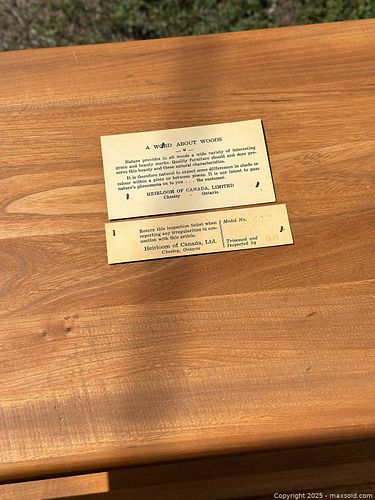 A WORD ABOUT WOODS
Nature provides in all woods a wide variety of interesting
grain and beauty marks. Quality furniture should and does pre-
serve this beauty and these natural characteristics.
It is therefore natural to expect some differences in shade or
colour within a piece or between pieces. It is our intent to pass
nature's phenomena on to you . . . the customer.
HEIRLOOM OF CANADA, LIMITED
Chesley - Ontario
Return this inspection ticket when
reporting any irregularities in con-
nection with this article.
Heirloom of Canada, Ltd.
Chesley, Ontario
Model No.
Trimmed and
Inspected by
Copyright 2025 - maxsold.com